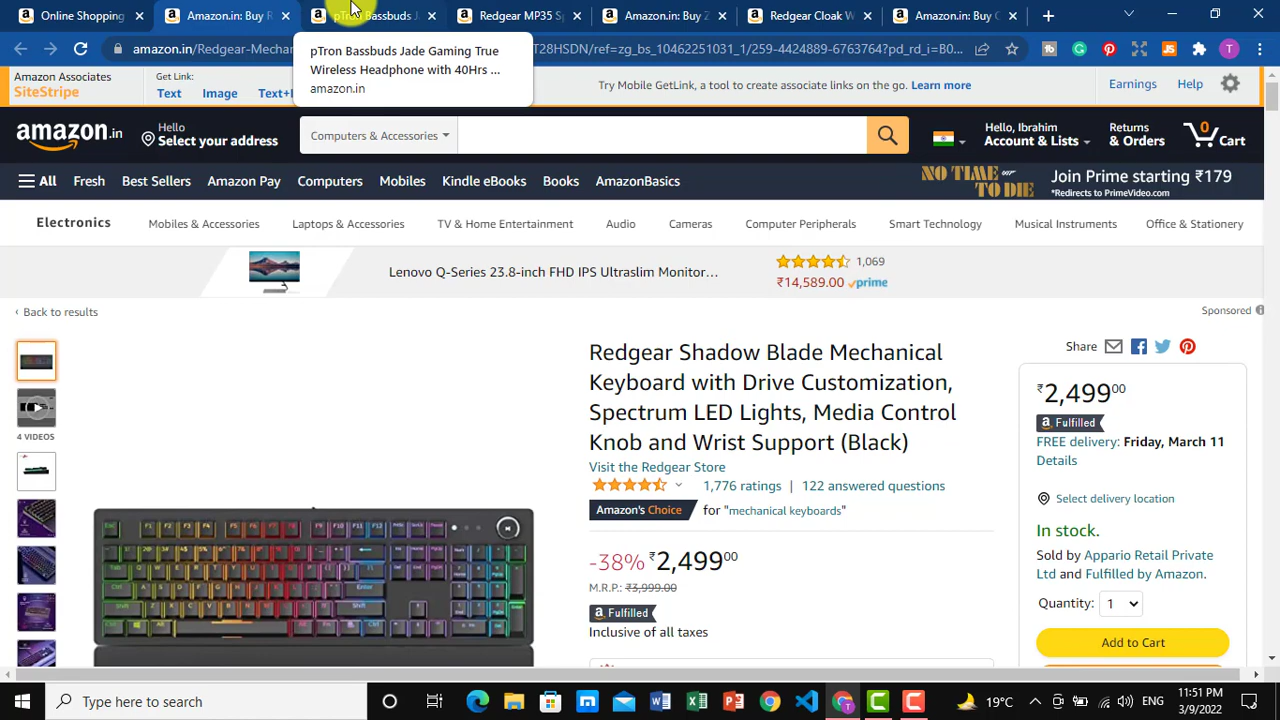 Online Shopping
Amazon.in: Buy R
pTron Bassbuds J
Redgear MP35 S
Amazon.in: Buy Z
Redgear Cloak W
Amazon.in: Buy
amazon.in/Redgear-Mechan
T28HSDN/ref=zg_bs_10462251031_1/259-4424889-6763764?pd_rd_i=B0...
pTron Bassbuds Jade Gaming True
Wireless Headphone with 40Hrs ...
amazon.in
Amazon Associates
SiteStripe
Get Link:
Text
Image
Text+I
Try Mobile GetLink, a tool to create associate links on the go. Learn more
Earnings
Help
amazon.in
Hello
Select your address
Computers & Accessories
Hello, Ibrahim
Account & Lists
Returns
& Orders
0
Cart
All
Fresh
Best Sellers
Amazon Pay
Computers
Mobiles
Kindle eBooks
Books
AmazonBasics
NO TIME TO DIE
Join Prime starting ₹179
*Redirects to PrimeVideo.com
Electronics
Mobiles & Accessories
Laptops & Accessories
TV & Home Entertainment
Audio
Cameras
Computer Peripherals
Smart Technology
Musical Instruments
Office & Stationery
Lenovo Q-Series 23.8-inch FHD IPS Ultraslim Monitor...
1,069
₹14,589.00 prime
‹ Back to results
Sponsored
4 VIDEOS
Redgear Shadow Blade Mechanical
Keyboard with Drive Customization,
Spectrum LED Lights, Media Control
Knob and Wrist Support (Black)
Visit the Redgear Store
1,776 ratings | 122 answered questions
Amazon's Choice for "mechanical keyboards"
-38% ₹2,49900
M.R.P.: ₹3,999.00
a Fulfilled
Inclusive of all taxes
Share
₹2,49900
a Fulfilled
FREE delivery: Friday, March 11
Details
Select delivery location
In stock.
Sold by Appario Retail Private
Ltd and Fulfilled by Amazon.
Quantity: 1
Add to Cart
Type here to search
19°C
ENG
11:51 PM
3/9/2022